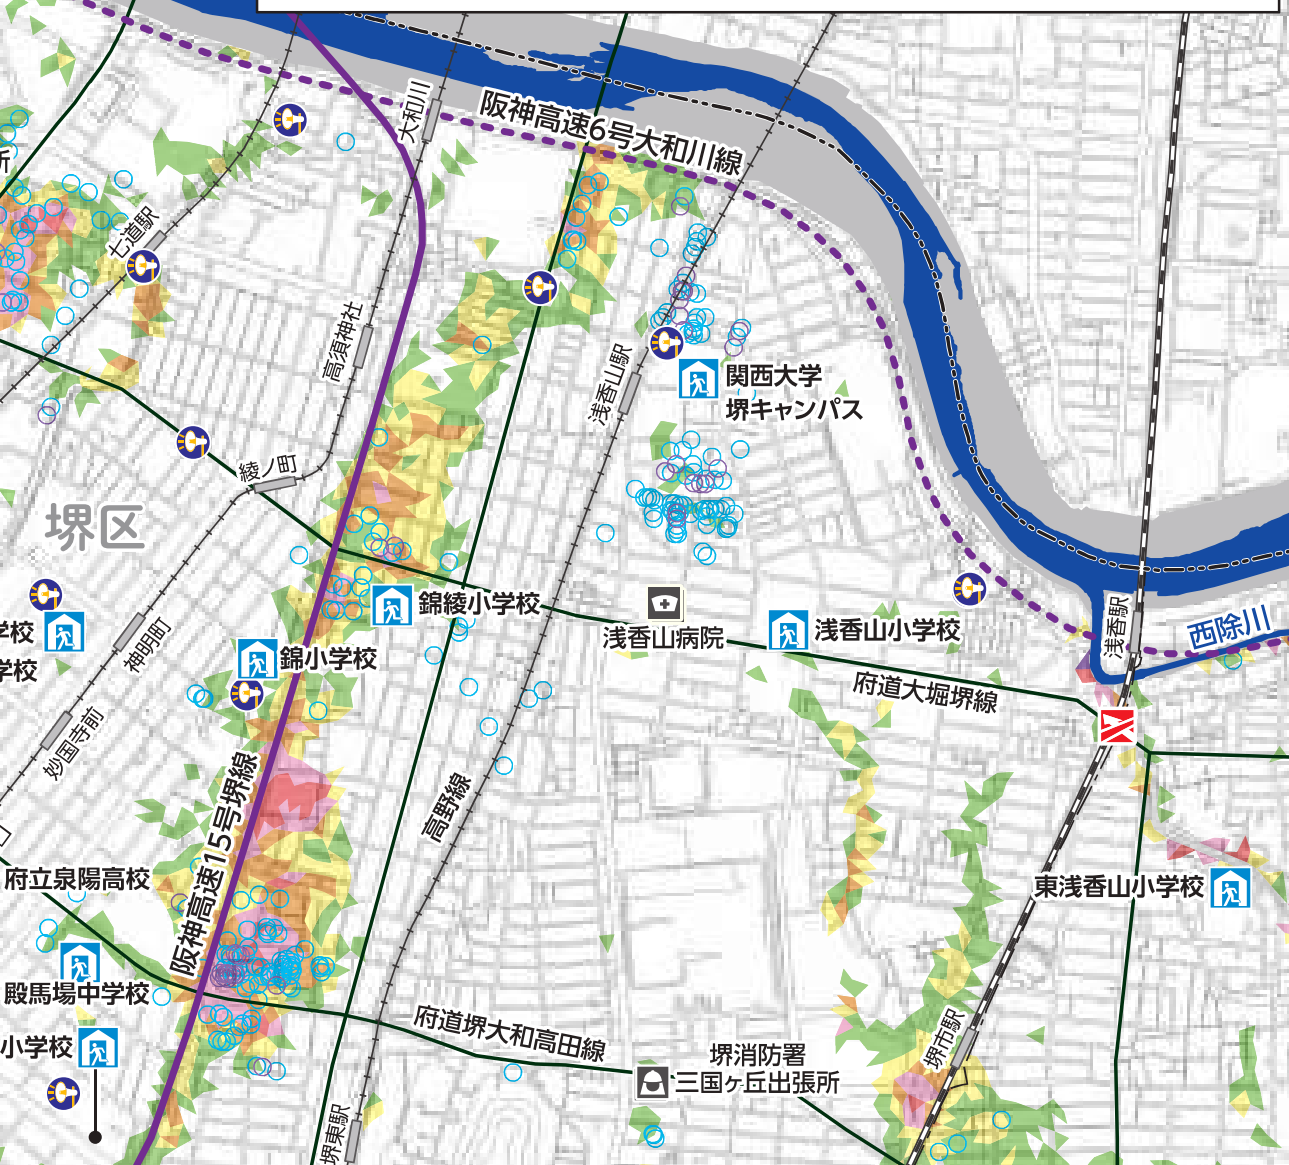 阪神高速6号大和川線
大和川
所
七道駅
高須神社
浅香山駅
関西大学
堺キャンパス
綾ノ町
堺区
錦綾小学校
浅香山病院
浅香山小学校
浅香駅
西除川
学校
学校
神明町
錦小学校
府道大堀堺線
妙国寺前
阪神高速15号堺線
高野線
府立泉陽高校
東浅香山小学校
殿馬場中学校
小学校
府道堺大和高田線
堺市駅
堺消防署
三国ヶ丘出張所
堺東駅